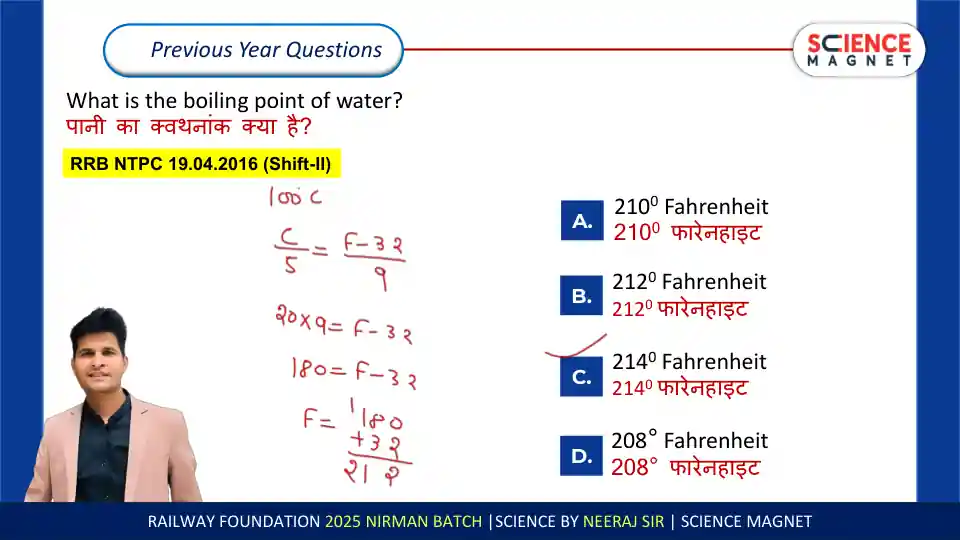 Previous Year Questions
SCIENCE
MAGNET
What is the boiling point of water?
पानी का क्वथनांक क्या है?
RRB NTPC 19.04.2016 (Shift-II)
100°C
C/5 = F-32/9
20×9 = F-32
180 = F-32
F = 180
+32
212
A.
210⁰ Fahrenheit
210⁰ फारेनहाइट
B.
212⁰ Fahrenheit
212⁰ फारेनहाइट
C.
214⁰ Fahrenheit
214⁰ फारेनहाइट
D.
208° Fahrenheit
208° फारेनहाइट
RAILWAY FOUNDATION 2025 NIRMAN BATCH |SCIENCE BY NEERAJ SIR | SCIENCE MAGNET